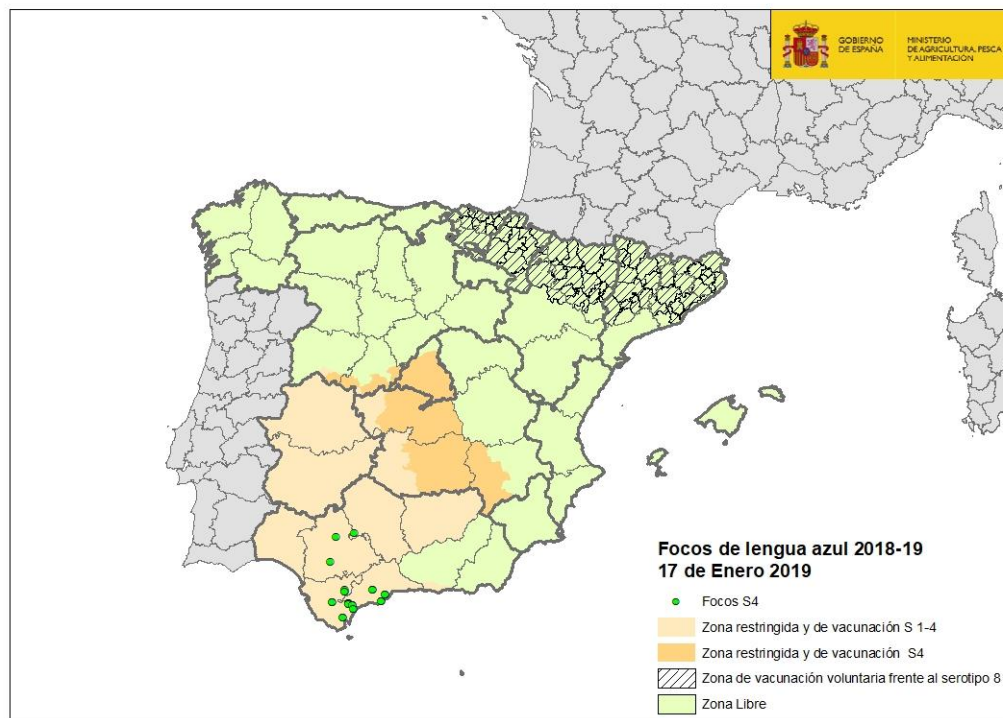 GOBIERNO
DE ESPAÑA
MINISTERIO
DE AGRICULTURA, PESCA
Y ALIMENTACIÓN
Focos de lengua azul 2018-19
17 de Enero 2019
Focos S4
Zona restringida y de vacunación S 1-4
Zona restringida y de vacunación S4
Zona de vacunación voluntaria frente al serotipo 8
Zona Libre